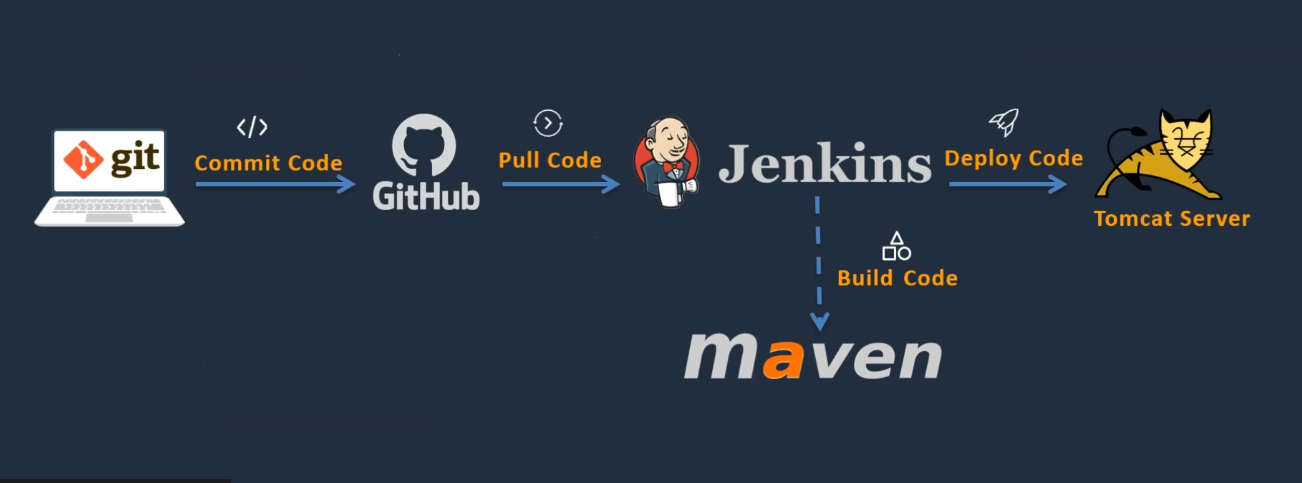 git
Commit Code
GitHub
Pull Code
Jenkins
Deploy Code
Tomcat Server
Build Code
maven